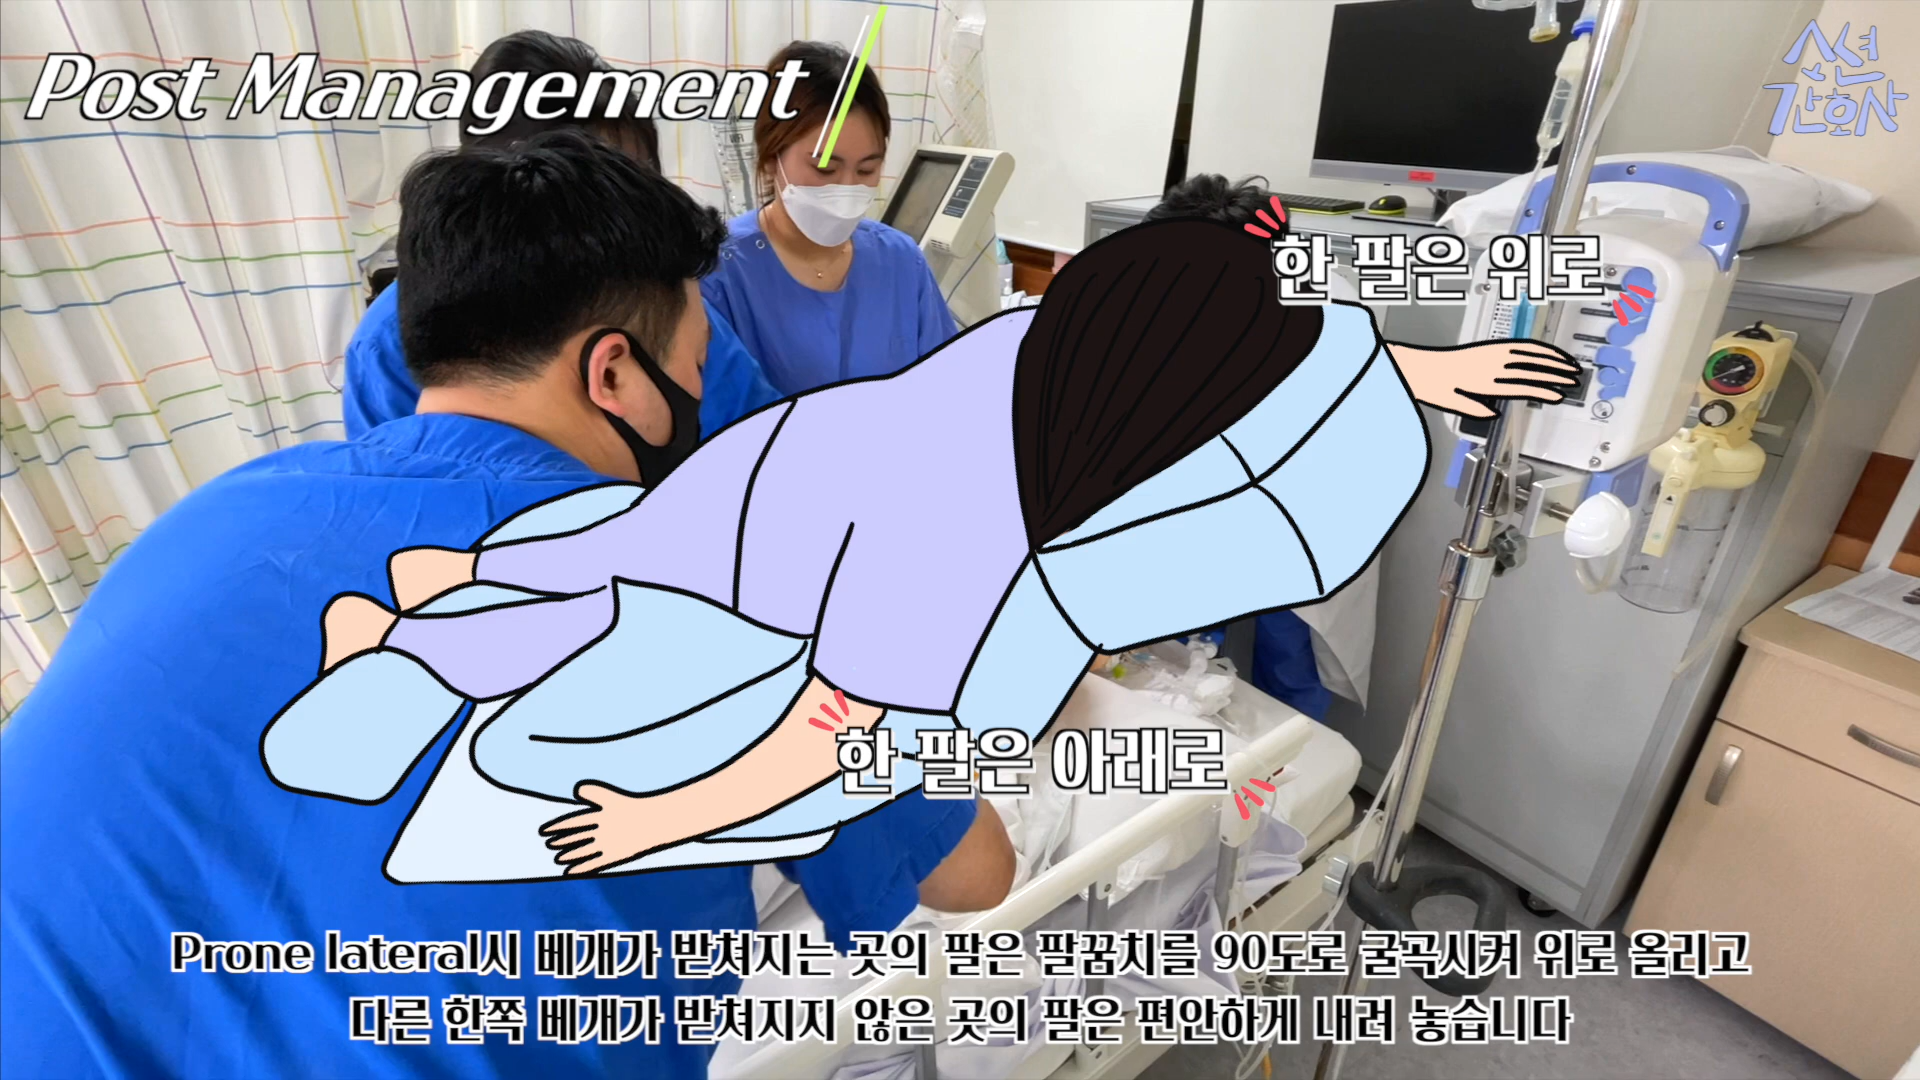 Post Management
션
간호사
한 팔은 위로
한 팔은 아래로
Prone lateral시 베개가 받쳐지는 곳의 팔은 팔꿈치를 90도로 굴곡시켜 위로 올리고
다른 한쪽 베개가 받쳐지지 않은 곳의 팔은 편안하게 내려 놓습니다